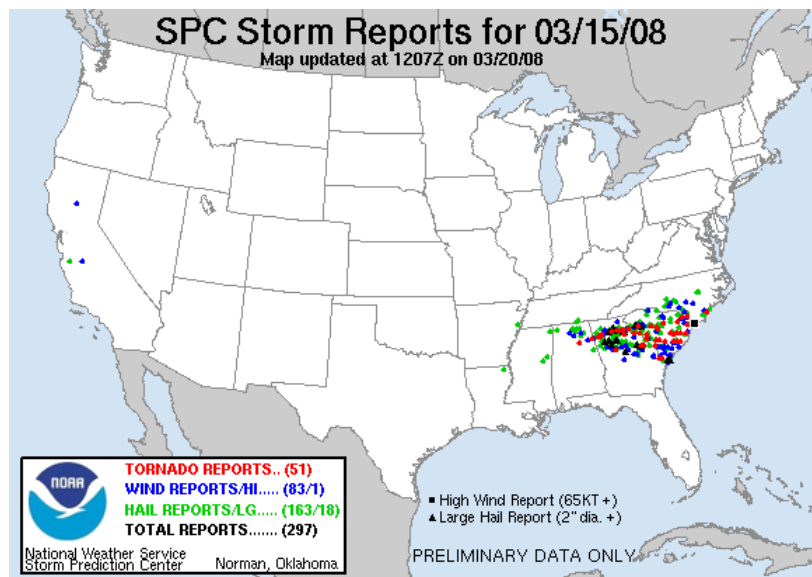 SPC Storm Reports for 03/15/08
Map updated at 1207Z on 03/20/08
NOAA
TORNADO REPORTS.. (51)
WIND REPORTS/HI..... (83/1)
HAIL REPORTS/LG..... (163/18)
TOTAL REPORTS....... (297)
National Weather Service
Storm Prediction Center Norman, Oklahoma
High Wind Report (65KT +)
Large Hail Report (2" dia. +)
PRELIMINARY DATA ONLY